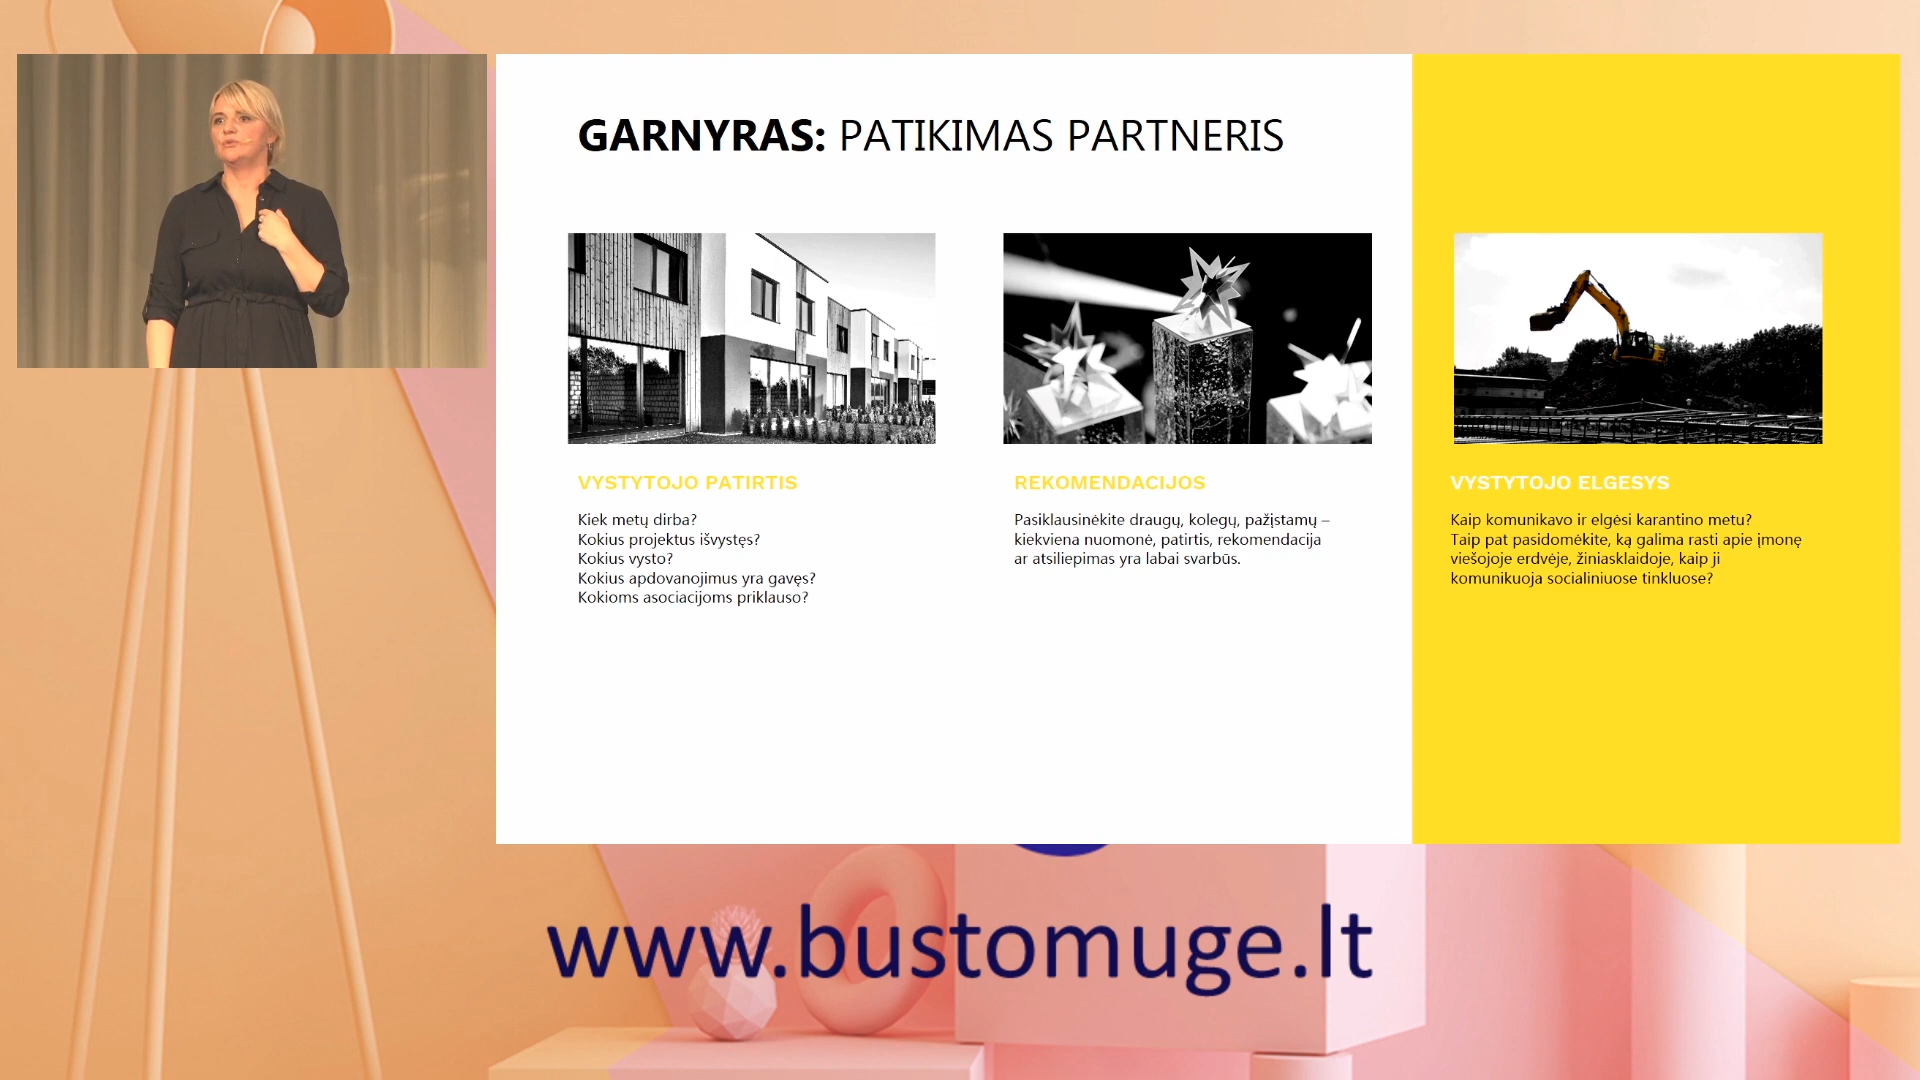 GARNYRAS: PATIKIMAS PARTNERIS
VYSTYTOJO PATIRTIS
Kiek metų dirba?
Kokius projektus išvystęs?
Kokius vysto?
Kokius apdovanojimus yra gavęs?
Kokioms asociacijoms priklauso?
REKOMENDACIJOS
Pasiklausinėkite draugų, kolegų, pažįstamų –
kiekviena nuomonė, patirtis, rekomendacija
ar atsiliepimas yra labai svarbūs.
VYSTYTOJO ELGESYS
Kaip komunikavo ir elgėsi karantino metu?
Taip pat pasidomėkite, ką galima rasti apie įmonę
viešojoje erdvėje, žiniasklaidoje, kaip ji
komunikuoja socialiniuose tinkluose?
www.bustomuge.lt